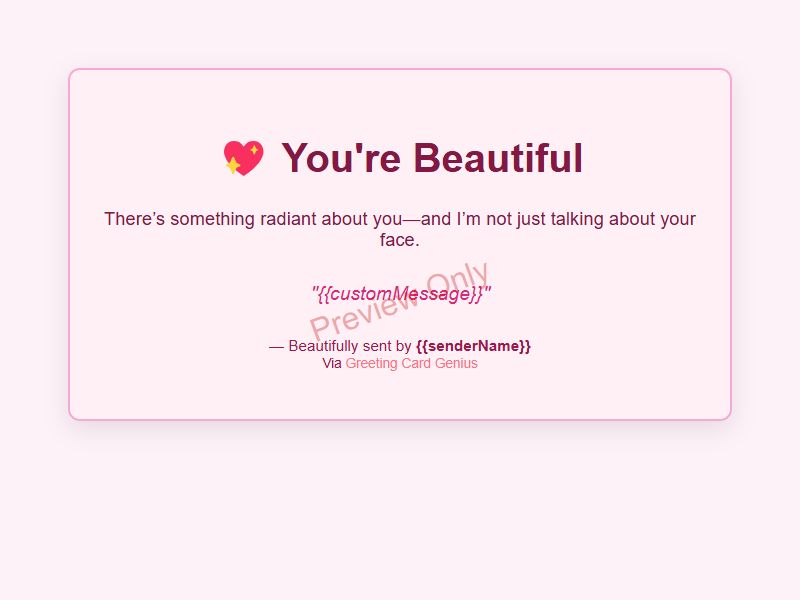 You're Beautiful
There’s something radiant about you—and I’m not just talking about your
face.
"{{customMessage}}"
Preview Only
— Beautifully sent by {{senderName}}
Via Greeting Card Genius